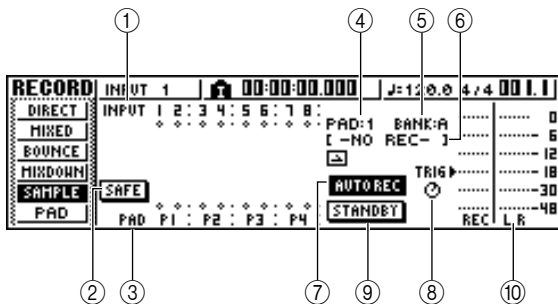 ① ④ ⑤ ⑥
RECORD INPUT 1 00:00:00.000 ♩=120.0 4/4 001.1
DIRECT INPUT 1 2 : 3 4 : 5 6 : 7 8 : 0
MIXED PAD:1 BANK:A 6
BOUNCE [ -NO REC- ] 12
MIXDOWN TRIG 18
SAMPLE SAFE AUTOREC 30
PAD PAD P1 : P2 : P3 : P4 : STANDBY REC L R 48
② ③ ⑦ ⑨ ⑧ ⑩